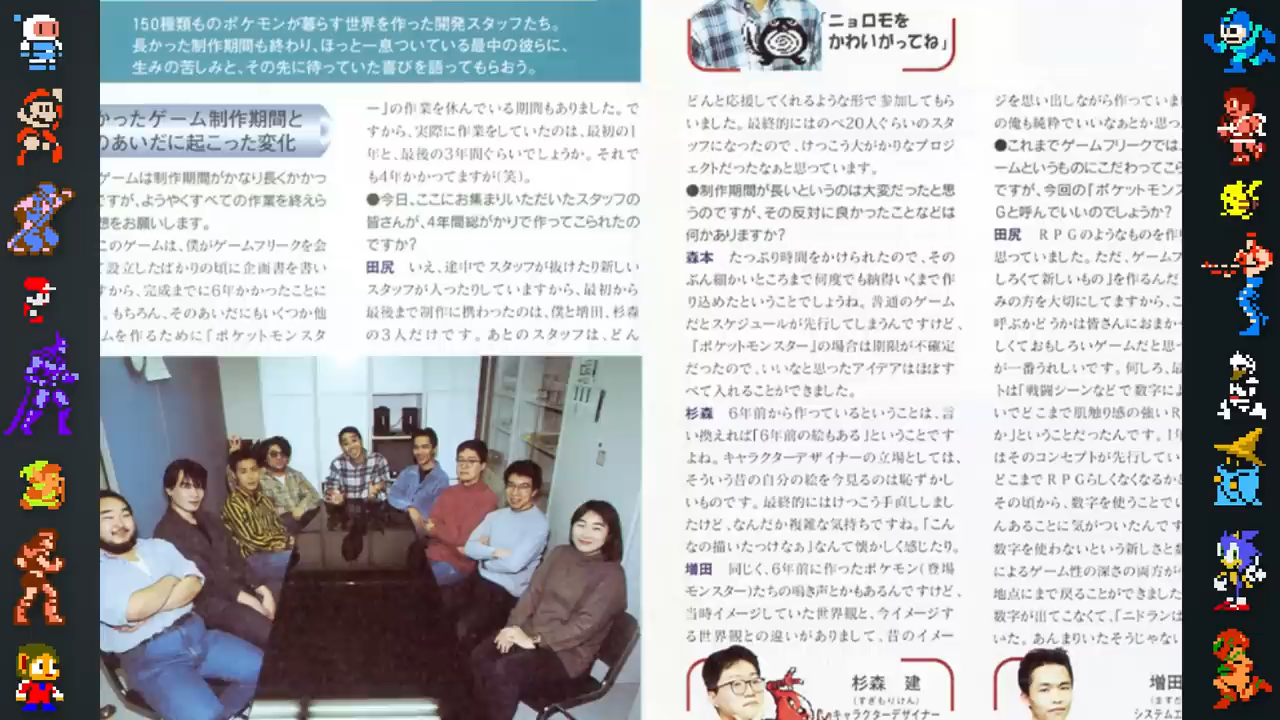 150種類ものポケモンが暮らす世界を作った開発スタッフたち。
長かった制作期間も終わり、ほっと一息ついている最中の彼らに、
生みの苦しみと、その先に待っていた喜びを語ってもらおう。
かったゲーム制作期間と
のあいだに起こった変化
ゲームは制作期間がかなり長くかかっ
ですが、ようやくすべての作業を終えら
想をお願いします。
このゲームは、僕がゲームフリークを会
て設立したばかりの頃に企画書を書い
すから、完成までに6年かかったことに
。もちろん、そのあいだにもいくつか他
ムを作るために『ポケットモンスタ
ー』の作業を休んでいる期間もありました。で
すから、実際に作業をしていたのは、最初の1
年と、最後の3年間ぐらいでしょうか。それで
も4年かかってますが(笑)。
●今日、ここにお集まりいただいたスタッフの
皆さんが、4年間総がかりで作ってこられたの
ですか?
田尻 いえ、途中でスタッフが抜けたり新しい
スタッフが入ったりしていますから、最初から
最後まで制作に携わったのは、僕と増田、杉森
の3人だけです。あとのスタッフは、どん
「ニョロモを
かわいがってね」
どんと応援してくれるような形で参加してもら
いました。最終的にはのべ20人ぐらいのスタ
ッフになったので、けっこう大がかりなプロジ
ェクトだったなぁと思っています。
●制作期間が長いというのは大変だったと思
うのですが、その反対に良かったことなどは
何かありますか?
森本 たっぷり時間をかけられたので、その
ぶん細かいところまで何度でも納得いくまで作
り込めたということでしょうね。普通のゲーム
だとスケジュールが先行してしまうんですけど、
『ポケットモンスター』の場合は期限が不確定
だったので、いいなと思ったアイデアはほぼす
べて入れることができました。
杉森 6年前から作っているということは、言
い換えれば「6年前の絵もある」ということです
よね。キャラクターデザイナーの立場としては、
そういう昔の自分の絵を今見るのは恥ずかし
いものです。最終的にはけっこう手直ししまし
たけど、なんだか複雑な気持ちですね。「こん
なの描いたっけなぁ」なんて懐かしく感じたり。
増田 同じく、6年前に作ったポケモン(登場
モンスター)たちの鳴き声とかもあるんですけど、
当時イメージしていた世界観と、今イメージす
る世界観との違いがありまして、昔のイメー
杉森 建
(すぎもりけん)
キャラクターデザイナー
ジを思い出しながら作っていま
の俺も純粋でいいなぁとか思っ
●これまでゲームフリークでは、
ームというものにこだわってこら
ですが、今回の『ポケットモンス
Gと呼んでいいのでしょうか?
田尻 RPGのようなものを作り
思っていました。ただ、ゲームフ
しろくて新しいもの』を作るんだ
みの方を大切にしてますから、こ
呼ぶかどうかは皆さんにおまか
しくておもしろいゲームだと思っ
が一番うれしいです。何しろ、最
トは「戦闘シーンなどで数字によ
いでどこまで肌触り感の強いR
か」ということだったんです。1年
はそのコンセプトが先行してい
どこまでRPGらしくなくなるか
その頃から、数字を使うことでい
んあることに気がついたんです
数字を使わないという新しさと
によるゲーム性の深さの両方が
地点にまで戻ることができました
数字が出てこなくて、「ニドランは
いた。あんまりいたそうじゃない
増田
システムエ